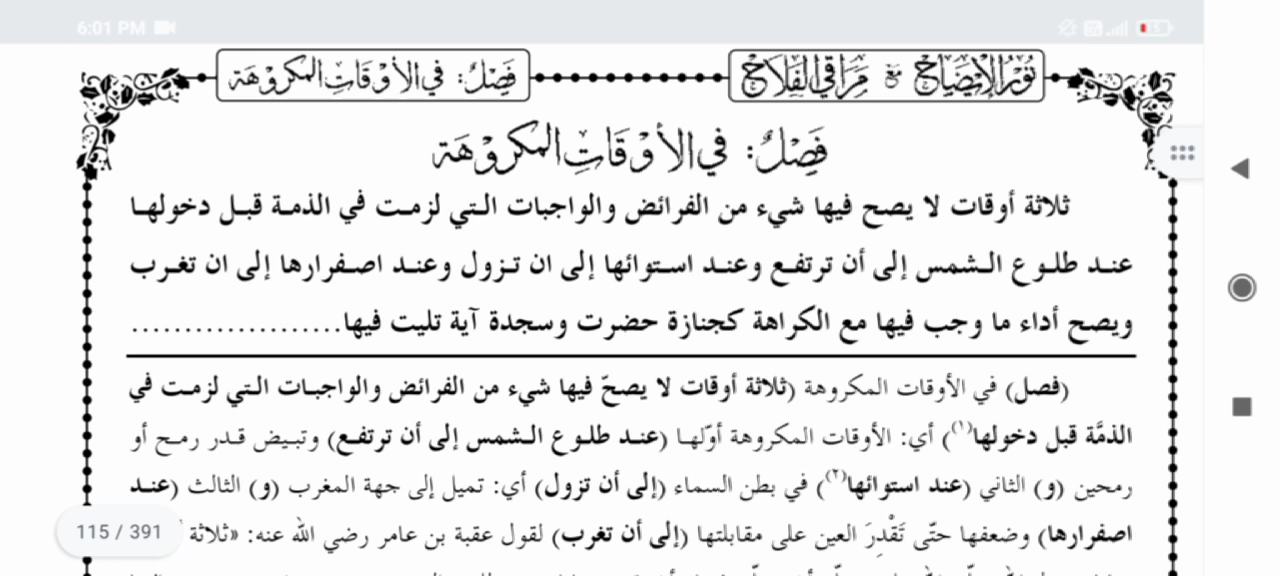 6:01 PM
نور الإيضاح مع مراقي الفلاح
فصل: في الأوقات المكروهة
فَصْلٌ: في الأوْقَاتِ المكروْهَة
ثلاثة أوقات لا يصح فيها شيء من الفرائض والواجبات التي لزمت في الذمة قبل دخولها
عند طلوع الشمس إلى أن ترتفع وعند استوائها إلى ان تزول وعند اصفرارها إلى ان تغرب
ويصح أداء ما وجب فيها مع الكراهة كجنازة حضرت وسجدة آية تليت فيها....................
(فصل) في الأوقات المكروهة (ثلاثة أوقات لا يصحّ فيها شيء من الفرائض والواجبات التي لزمت في
الذمَّة قبل دخولها(١)) أي: الأوقات المكروهة أوّلها (عند طلوع الشمس إلى أن ترتفع) وتبيض قدر رمح أو
رمحين (و) الثاني (عند استوائها(٢)) في بطن السماء (إلى أن تزول) أي: تميل إلى جهة المغرب (و) الثالث (عند
اصفرارها) وضعفها حتّى تَقْدِرَ العين على مقابلتها (إلى أن تغرب) لقول عقبة بن عامر رضي الله عنه: «ثلاثة
115 / 391